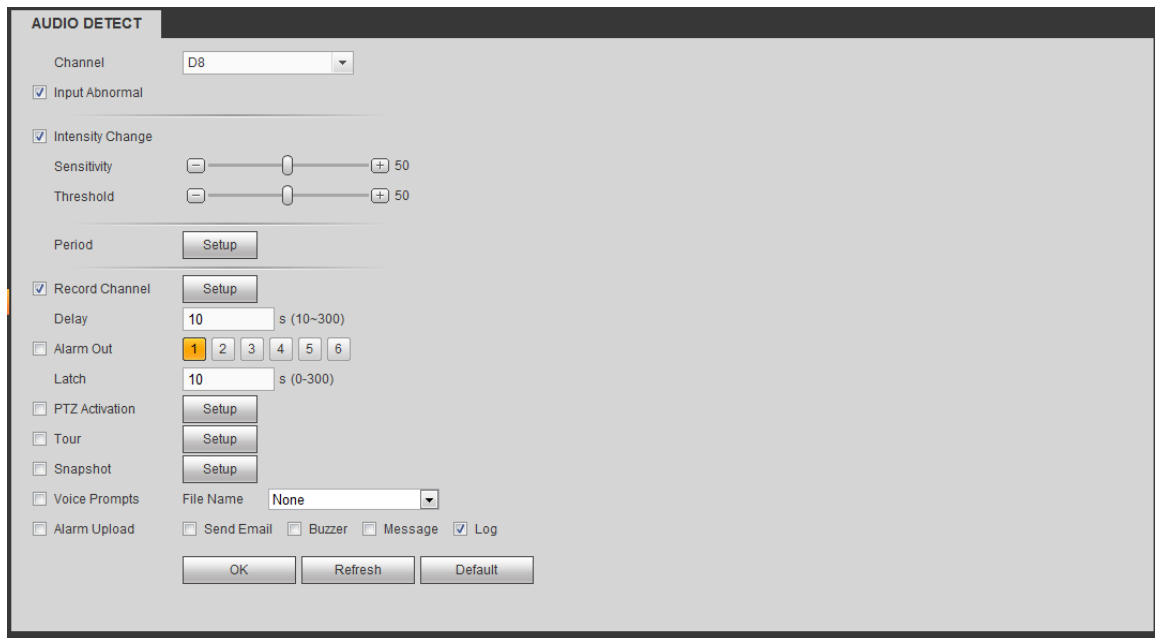 AUDIO DETECT
Channel D8
Input Abnormal
Intensity Change
Sensitivity 50
Threshold 50
Period Setup
Record Channel Setup
Delay 10 s (10~300)
Alarm Out 1 2 3 4 5 6
Latch 10 s (0-300)
PTZ Activation Setup
Tour Setup
Snapshot Setup
Voice Prompts File Name None
Alarm Upload Send Email Buzzer Message Log
OK Refresh Default